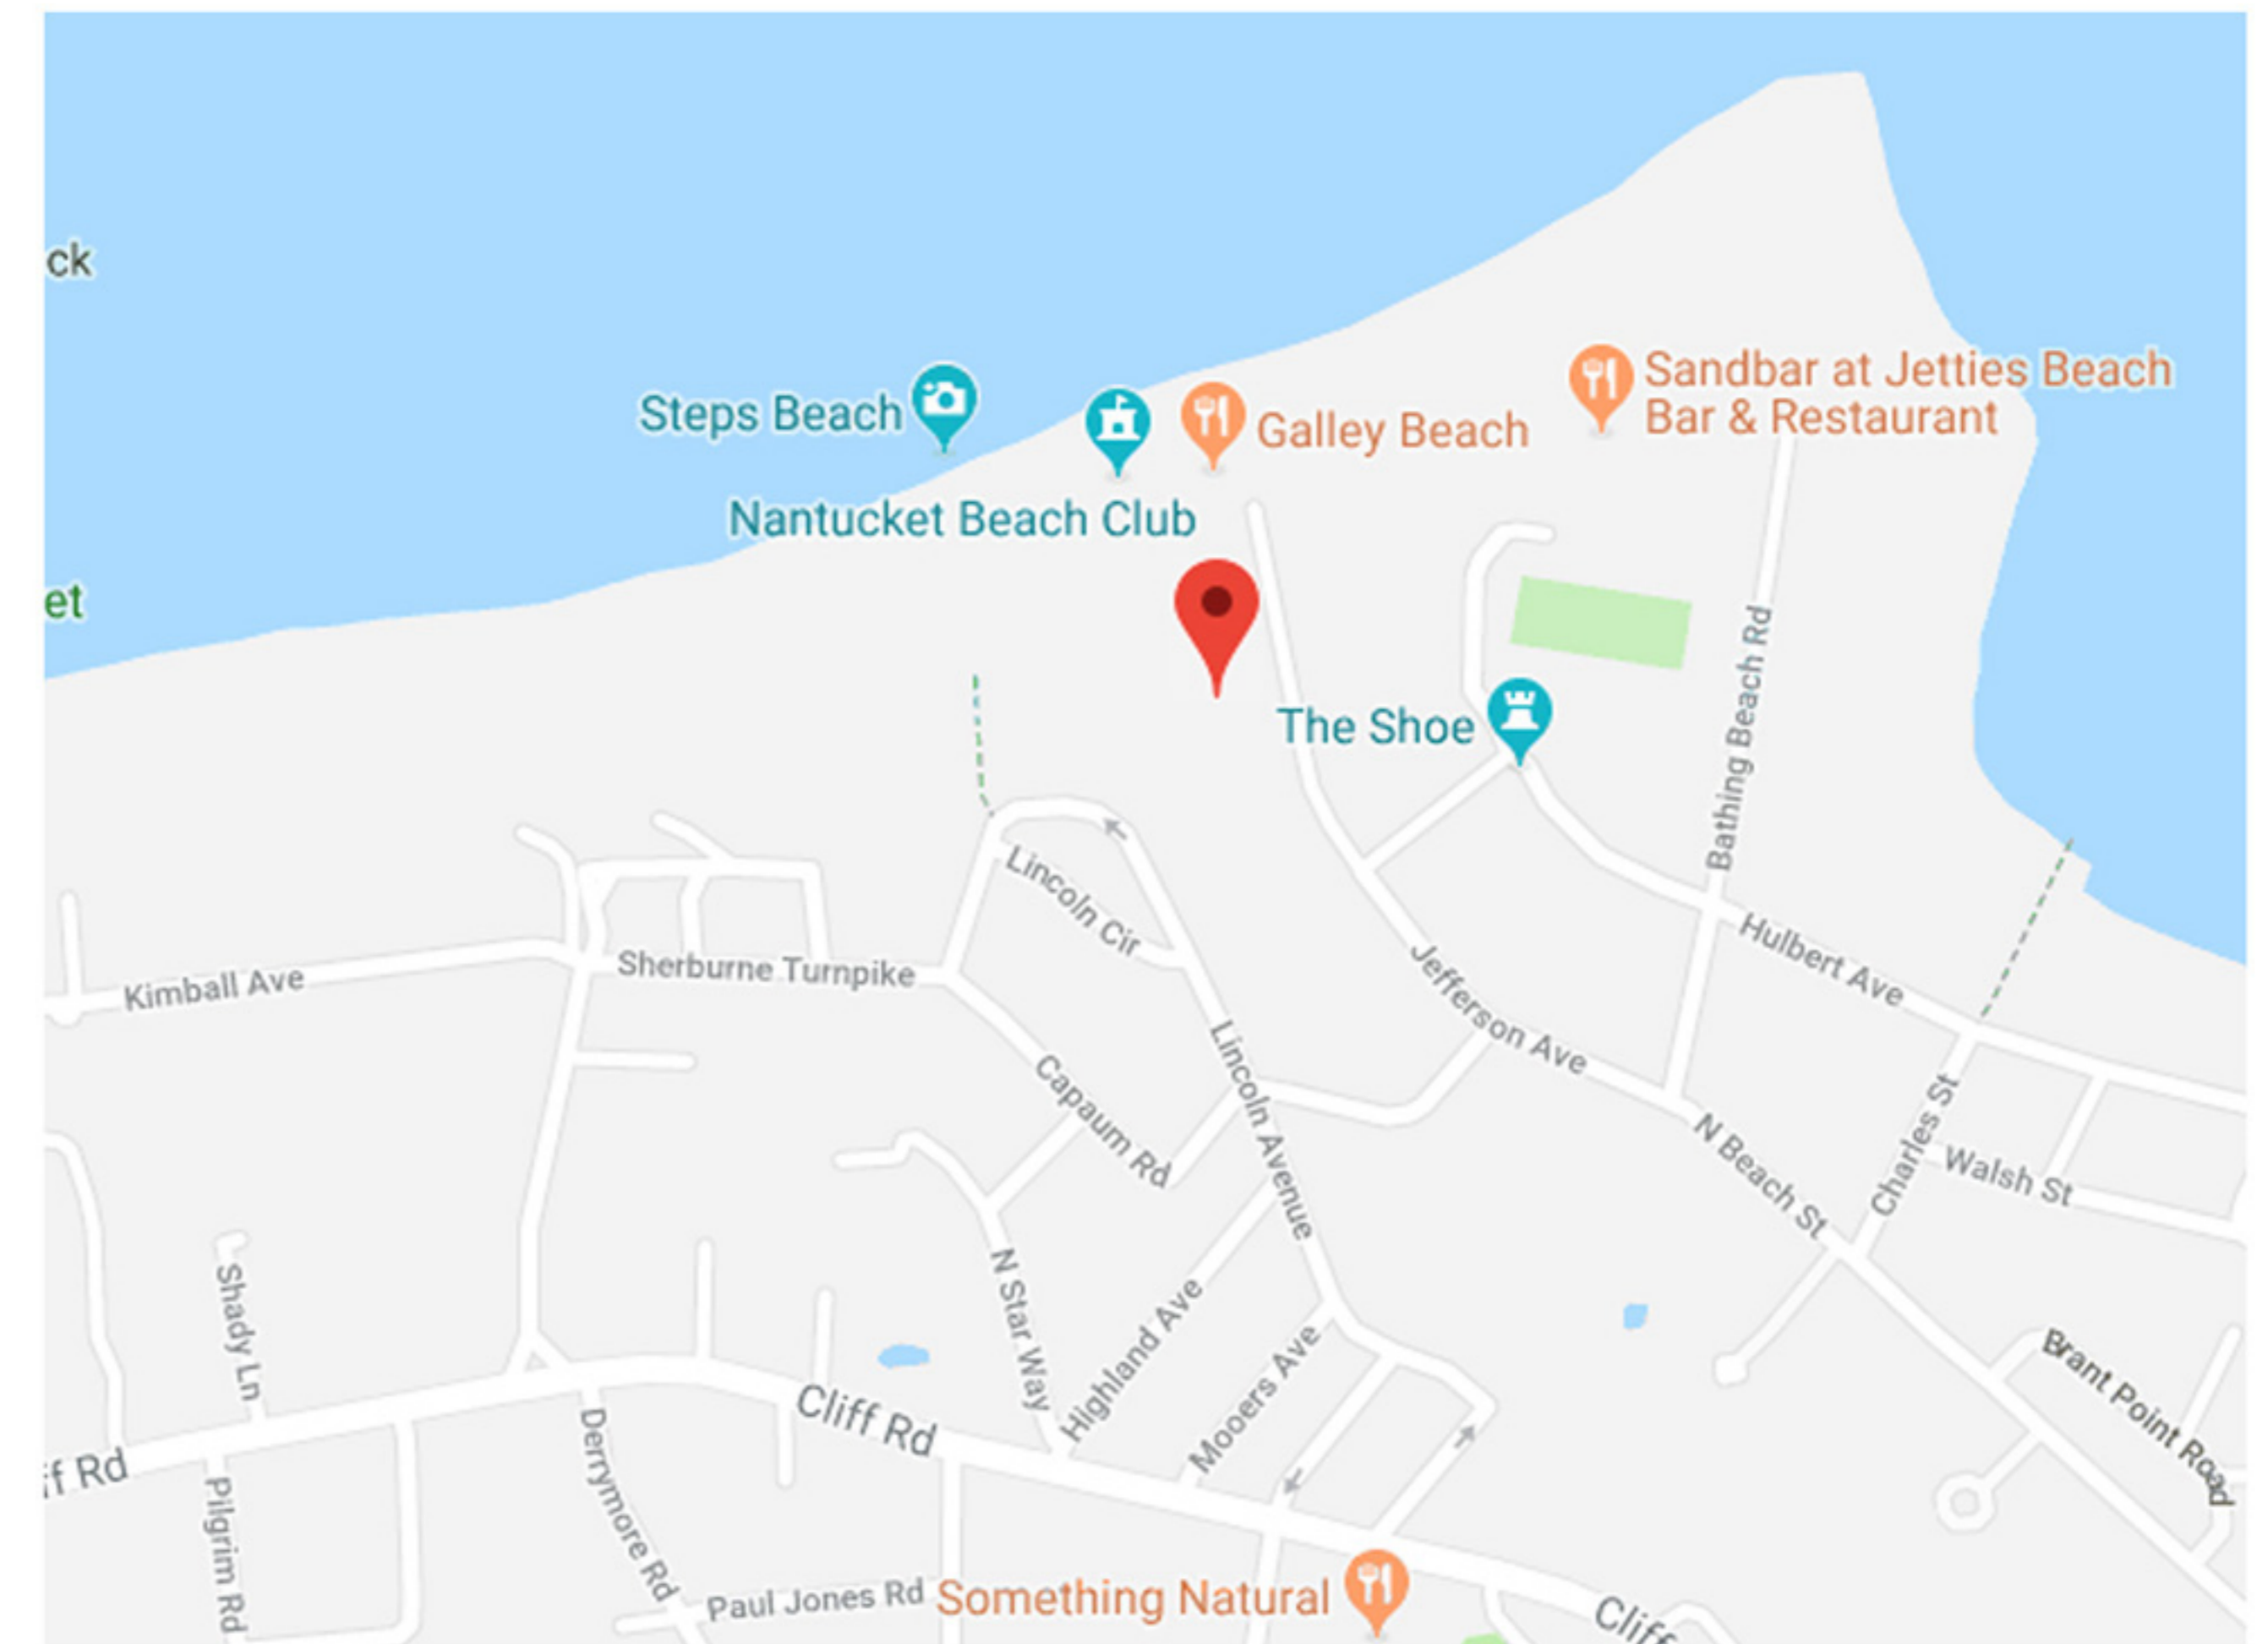 ck
et
Steps Beach
Nantucket Beach Club
Galley Beach
Sandbar at Jetties Beach
Bar & Restaurant
The Shoe
Bathing Beach Rd
Lincoln Cir
Sherburne Turnpike
Kimball Ave
Hulbert Ave
Jefferson Ave
Lincoln Avenue
Capaum Rd
N Beach St
Charles St
Walsh St
Shady Ln
N Star Way
Highland Ave
Mooers Ave
Brant Point Road
Cliff Rd
ff Rd
Pilgrim Rd
Derrymore Rd
Paul Jones Rd
Something Natural
Cliff